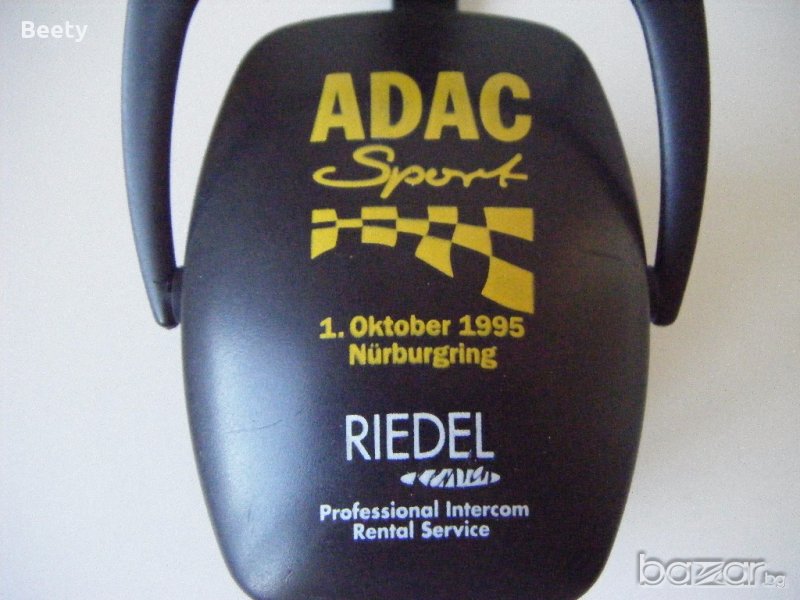 Beety
ADAC
Sport
1. Oktober 1995
Nürburgring
RIEDEL
Professional Intercom
Rental Service
bazar.bg